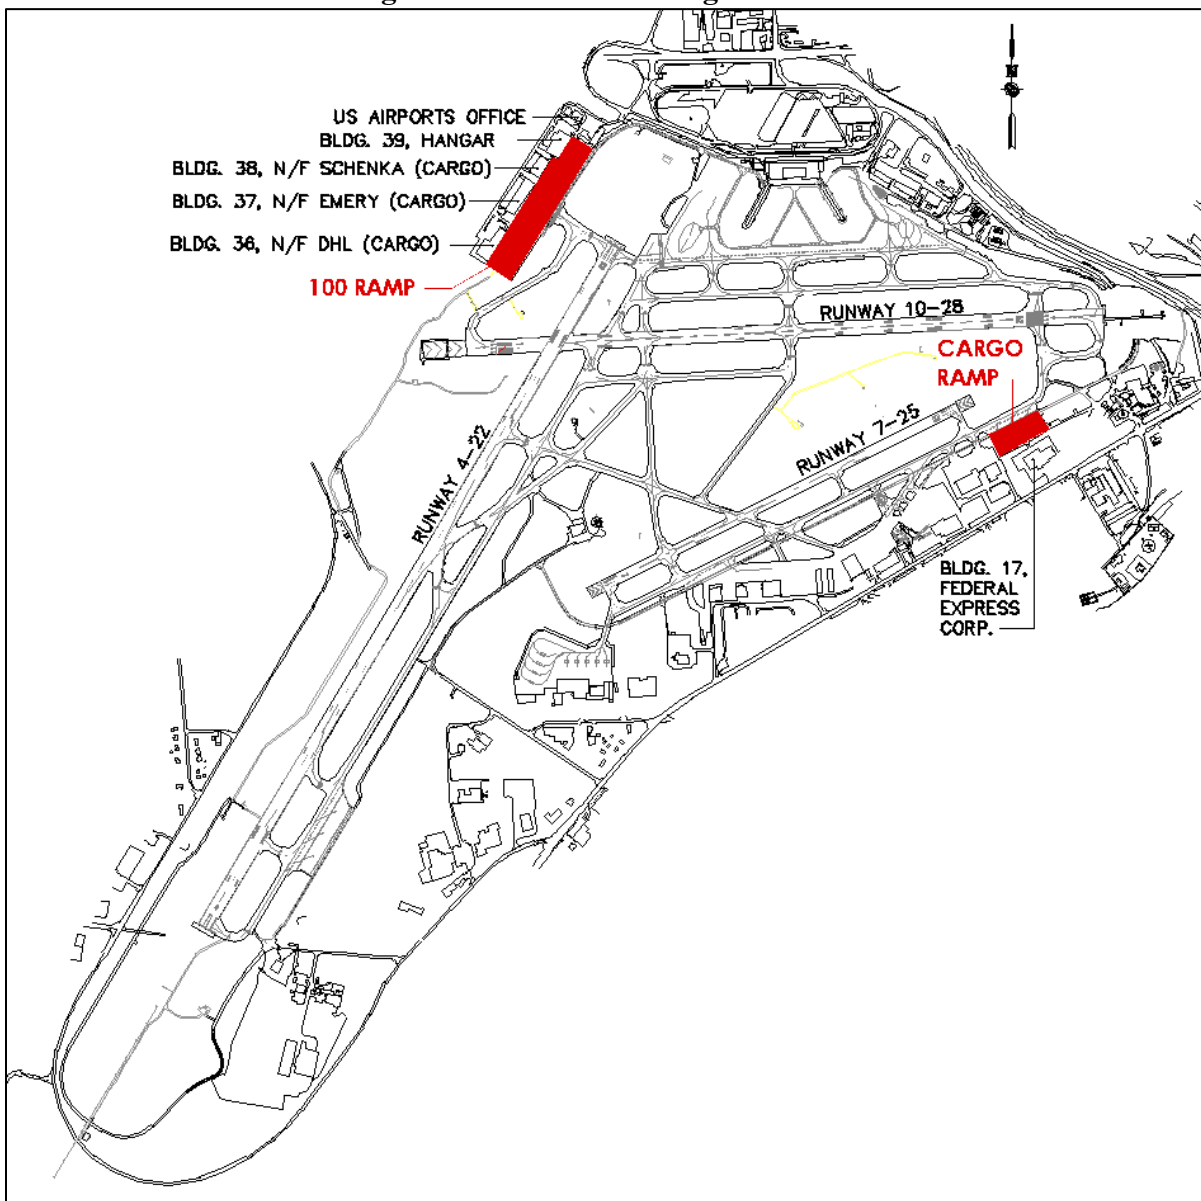 US AIRPORTS OFFICE
BLDG. 39, HANGAR
BLDG. 38, N/F SCHENKA (CARGO)
BLDG. 37, N/F EMERY (CARGO)
BLDG. 36, N/F DHL (CARGO)
100 RAMP
N
RUNWAY 10-28
CARGO
RAMP
RUNWAY 7-25
RUNWAY 4-22
BLDG. 17,
FEDERAL
EXPRESS
CORP.